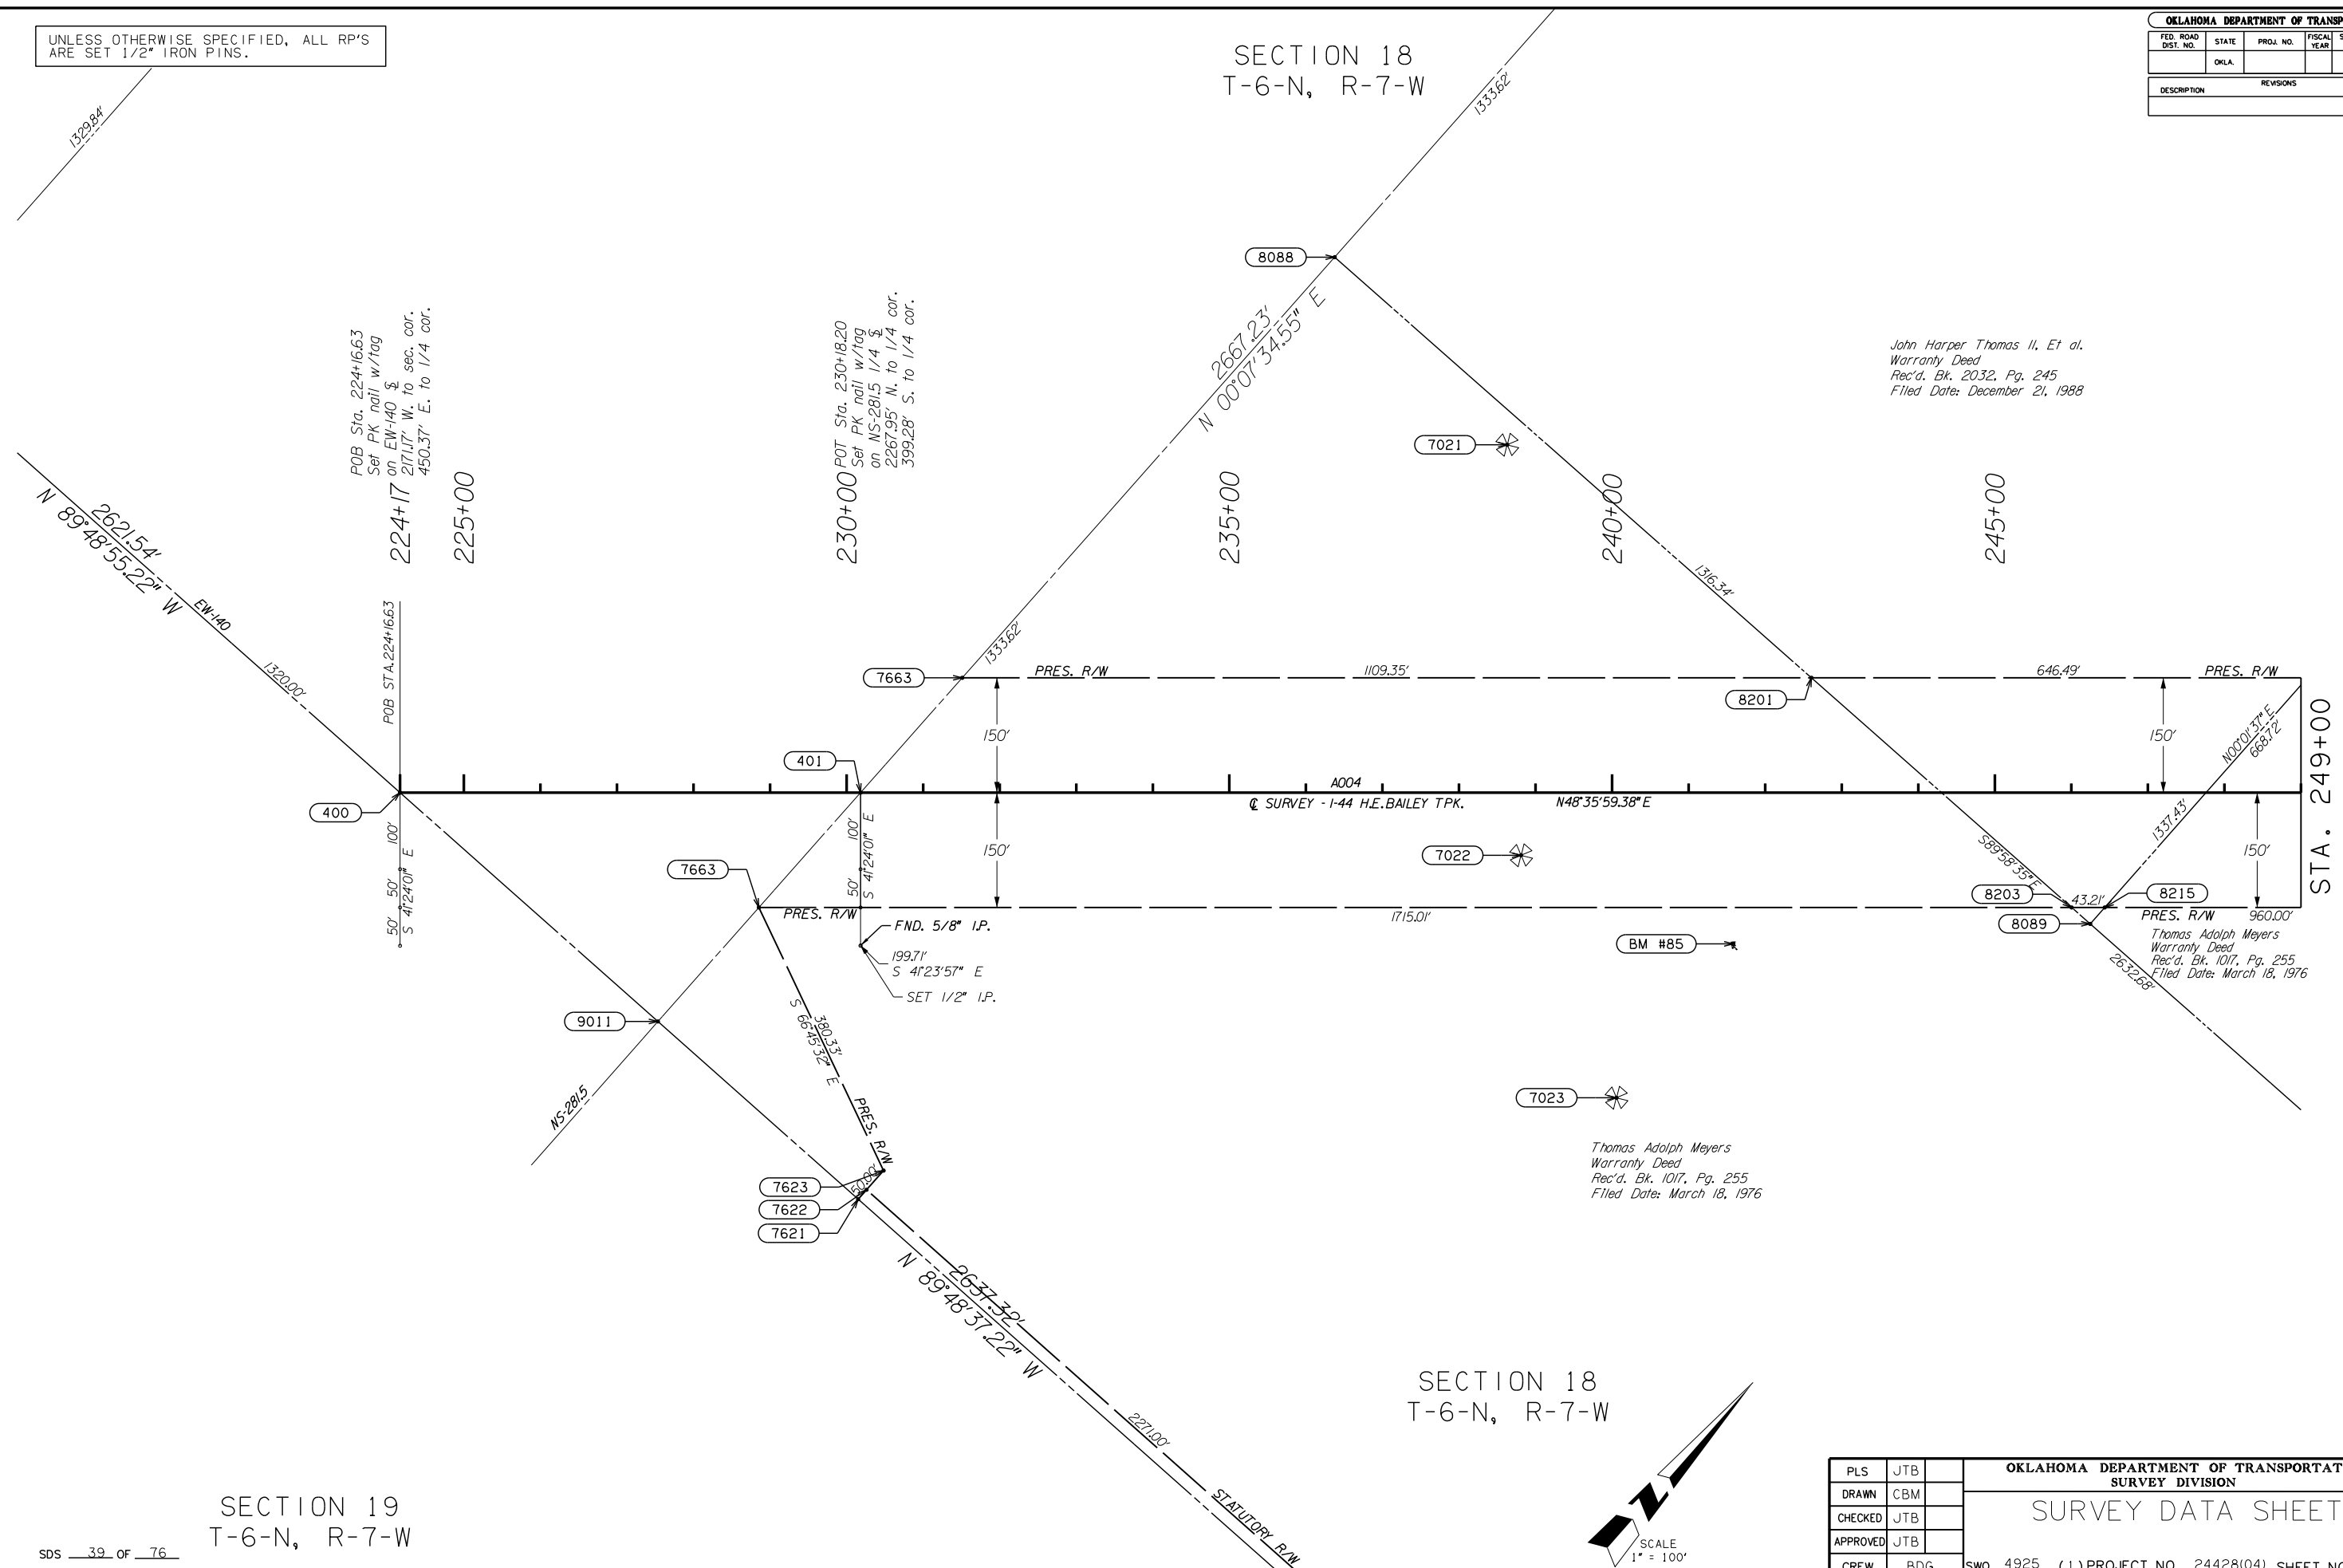 UNLESS OTHERWISE SPECIFIED, ALL RP'S
ARE SET 1/2" IRON PINS.
1329.84'
SECTION 18
T-6-N, R-7-W
1333.62'
OKLAHOMA DEPARTMENT OF
FED. ROAD
DIST. NO.
STATE
PROJ. NO.
FISCAL
YEAR
OKLA.
REVISIONS
DESCRIPTION
8088
2667.23'
N 00°07'34.55" E
POB Sta. 224+16.63
Set PK nail w/tag
on EW-140 S
2171.17' W. to sec. cor.
450.37' E. to 1/4 cor.
224+17
225+00
POT Sta. 230+18.20
Set PK nail w/tag
on NS-281.5 1/4 S
2267.95' N. to 1/4 cor.
399.28' S. to 1/4 cor.
230+00
235+00
240+00
245+00
John Harper Thomas II, Et al.
Warranty Deed
Rec'd. Bk. 2032, Pg. 245
Filed Date: December 21, 1988
7021
2621.54'
N 89°48'55.22" W
EW-140
1320.00'
POB STA.224+16.63
1316.34'
1333.62'
7663
PRES. R/W
1109.35'
646.49'
PRES. R/W
8201
150'
150'
N00°01'37" E
668.72'
STA. 249+00
401
400
A004
℄ SURVEY - I-44 H.E.BAILEY TPK.
N48°35'59.38"E
100'
50'
50'
S 41°24'01" E
100'
50'
S 41°24'01" E
150'
7022
1337.43'
150'
S89°58'35"E
7663
PRES. R/W
1715.01'
8203
43.21'
8215
PRES. R/W
960.00'
8089
FND. 5/8" I.P.
199.71'
S 41°23'57" E
SET 1/2" I.P.
BM #85
Thomas Adolph Meyers
Warranty Deed
Rec'd. Bk. 1017, Pg. 255
Filed Date: March 18, 1976
2632.68'
9011
380.33'
S 66°45'32" E
PRES. R/W
NS-281.5
7023
Thomas Adolph Meyers
Warranty Deed
Rec'd. Bk. 1017, Pg. 255
Filed Date: March 18, 1976
7623
7622
7621
50.00'
2637.32'
N 89°48'37.22" W
2271.00'
STATUTORY R/W
SECTION 18
T-6-N, R-7-W
N
SCALE
1" = 100'
SECTION 19
T-6-N, R-7-W
SDS 39 OF 76
PLS JTB
DRAWN CBM
CHECKED JTB
APPROVED JTB
CREW BDG
OKLAHOMA DEPARTMENT OF
SURVEY DIVISION
SURVEY DATA SHEET
SWO 4925 (1) PROJECT NO. 24428(04) SHEET